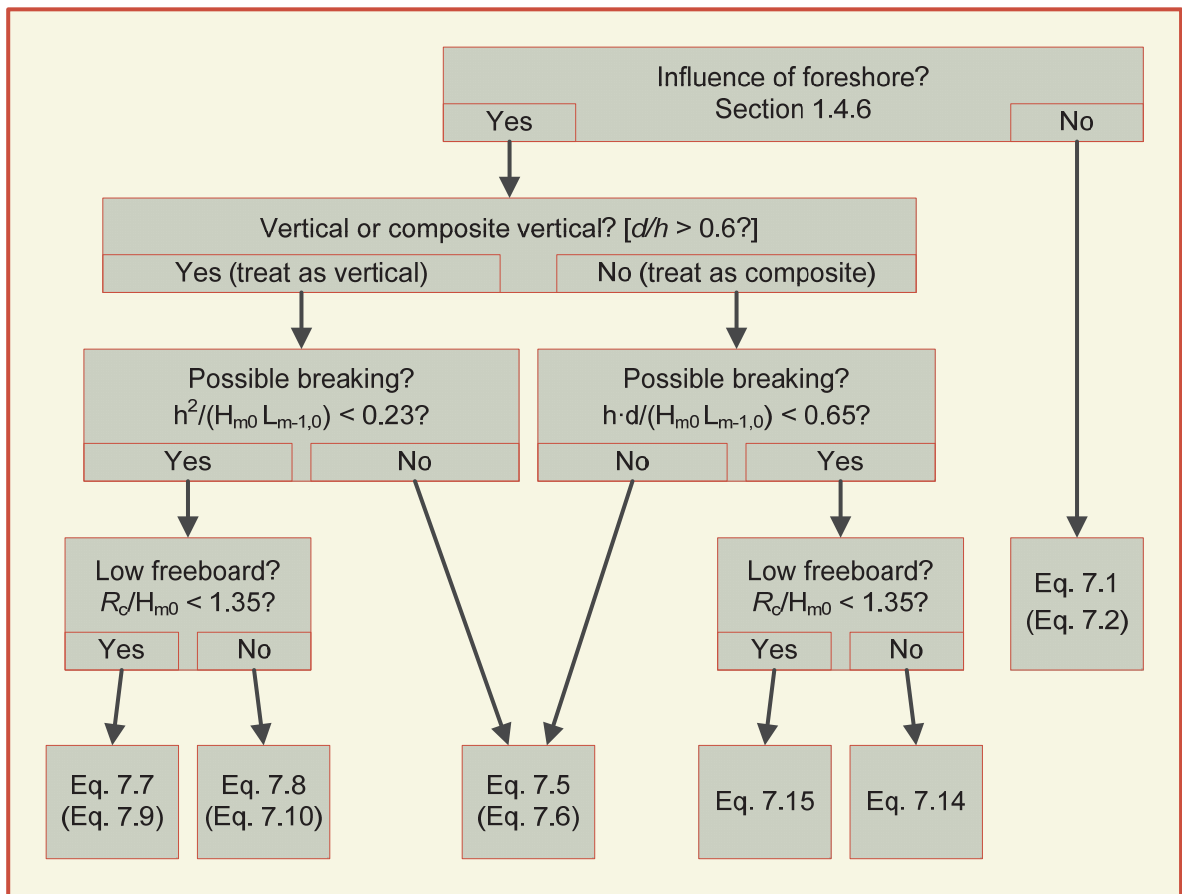 Influence of foreshore?
Section 1.4.6
Yes
No
Vertical or composite vertical? [d/h > 0.6?]
Yes (treat as vertical)
No (treat as composite)
Possible breaking?
h²/(Hm0 Lm-1,0) < 0.23?
Yes
No
Possible breaking?
h·d/(Hm0 Lm-1,0) < 0.65?
No
Yes
Low freeboard?
Rc/Hm0 < 1.35?
Yes
No
Low freeboard?
Rc/Hm0 < 1.35?
Yes
No
Eq. 7.1
(Eq. 7.2)
Eq. 7.7
(Eq. 7.9)
Eq. 7.8
(Eq. 7.10)
Eq. 7.5
(Eq. 7.6)
Eq. 7.15
Eq. 7.14